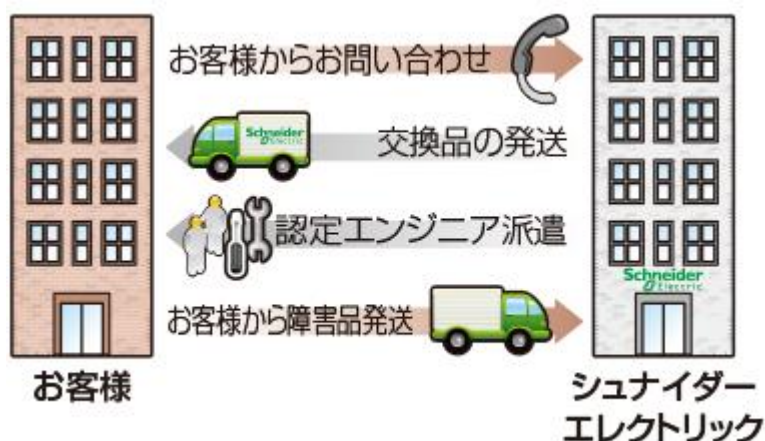 お客様からお問い合わせ
Schneider
Electric
交換品の発送
認定エンジニア派遣
Schneider
Electric
お客様から障害品発送
お客様
シュナイダー
エレクトリック